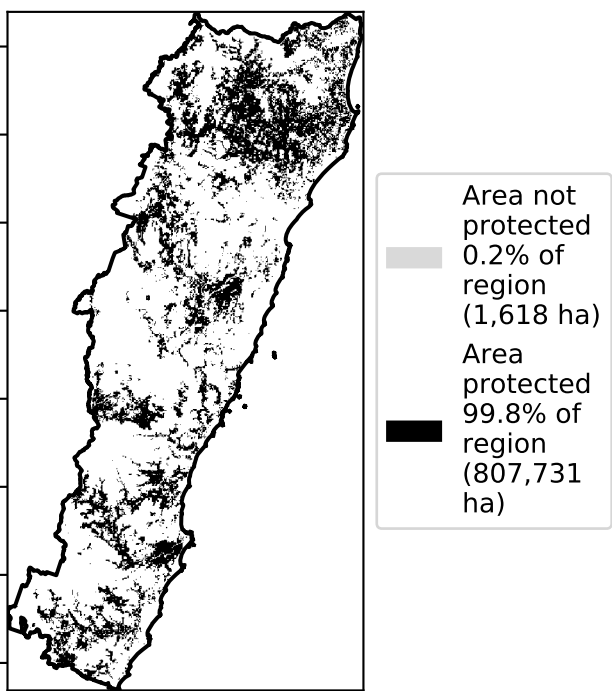 Area not
protected
0.2% of
region
(1,618 ha)
Area
protected
99.8% of
region
(807,731
ha)